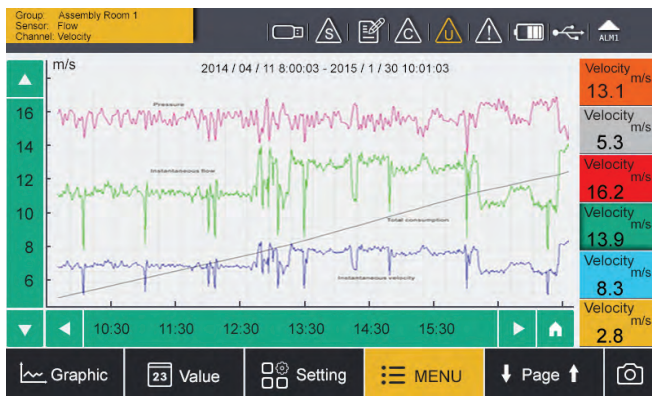 Group: Assembly Room 1
Sensor: Flow
Channel: Velocity
S
C
U
ALM1
m/s
2014 / 04 / 11 8:00:03 - 2015 / 1 / 30 10:01:03
16
14
12
10
8
6
Pressure
Instantaneous flow
Total consumption
Instantaneous velocity
10:30 11:30 12:30 13:30 14:30 15:30
Velocity m/s
13.1
Velocity m/s
5.3
Velocity m/s
16.2
Velocity m/s
13.9
Velocity m/s
8.3
Velocity m/s
2.8
Graphic
23 Value
Setting
MENU
Page